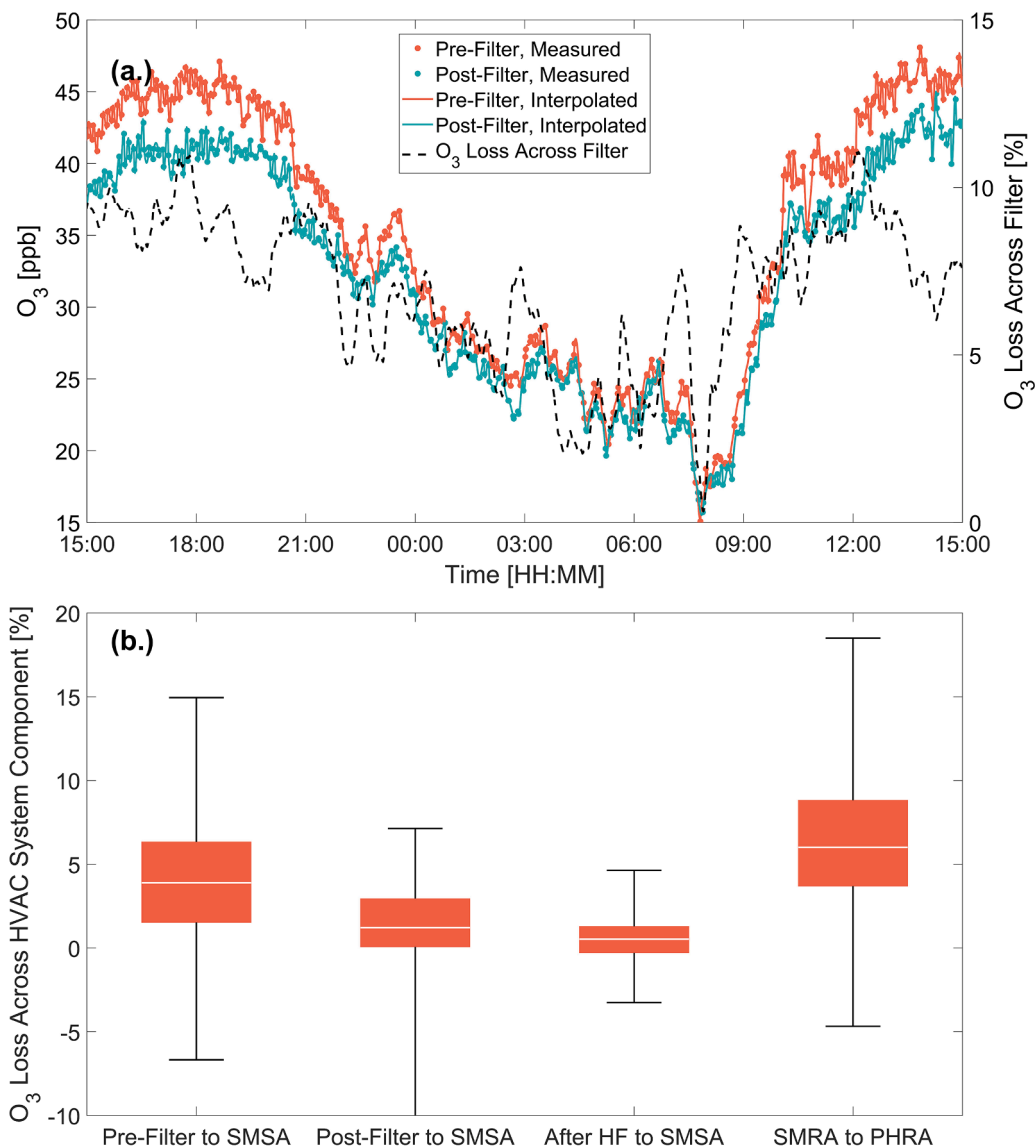 (a.)
Pre-Filter, Measured
Post-Filter, Measured
Pre-Filter, Interpolated
Post-Filter, Interpolated
O3 Loss Across Filter
50
45
40
35
30
25
20
15
O3 [ppb]
15
10
5
0
O3 Loss Across Filter [%]
15:00 18:00 21:00 00:00 03:00 06:00 09:00 12:00 15:00
Time [HH:MM]
(b.)
20
15
10
5
0
-5
-10
O3 Loss Across HVAC System Component [%]
Pre-Filter to SMSA Post-Filter to SMSA After HF to SMSA SMRA to PHRA